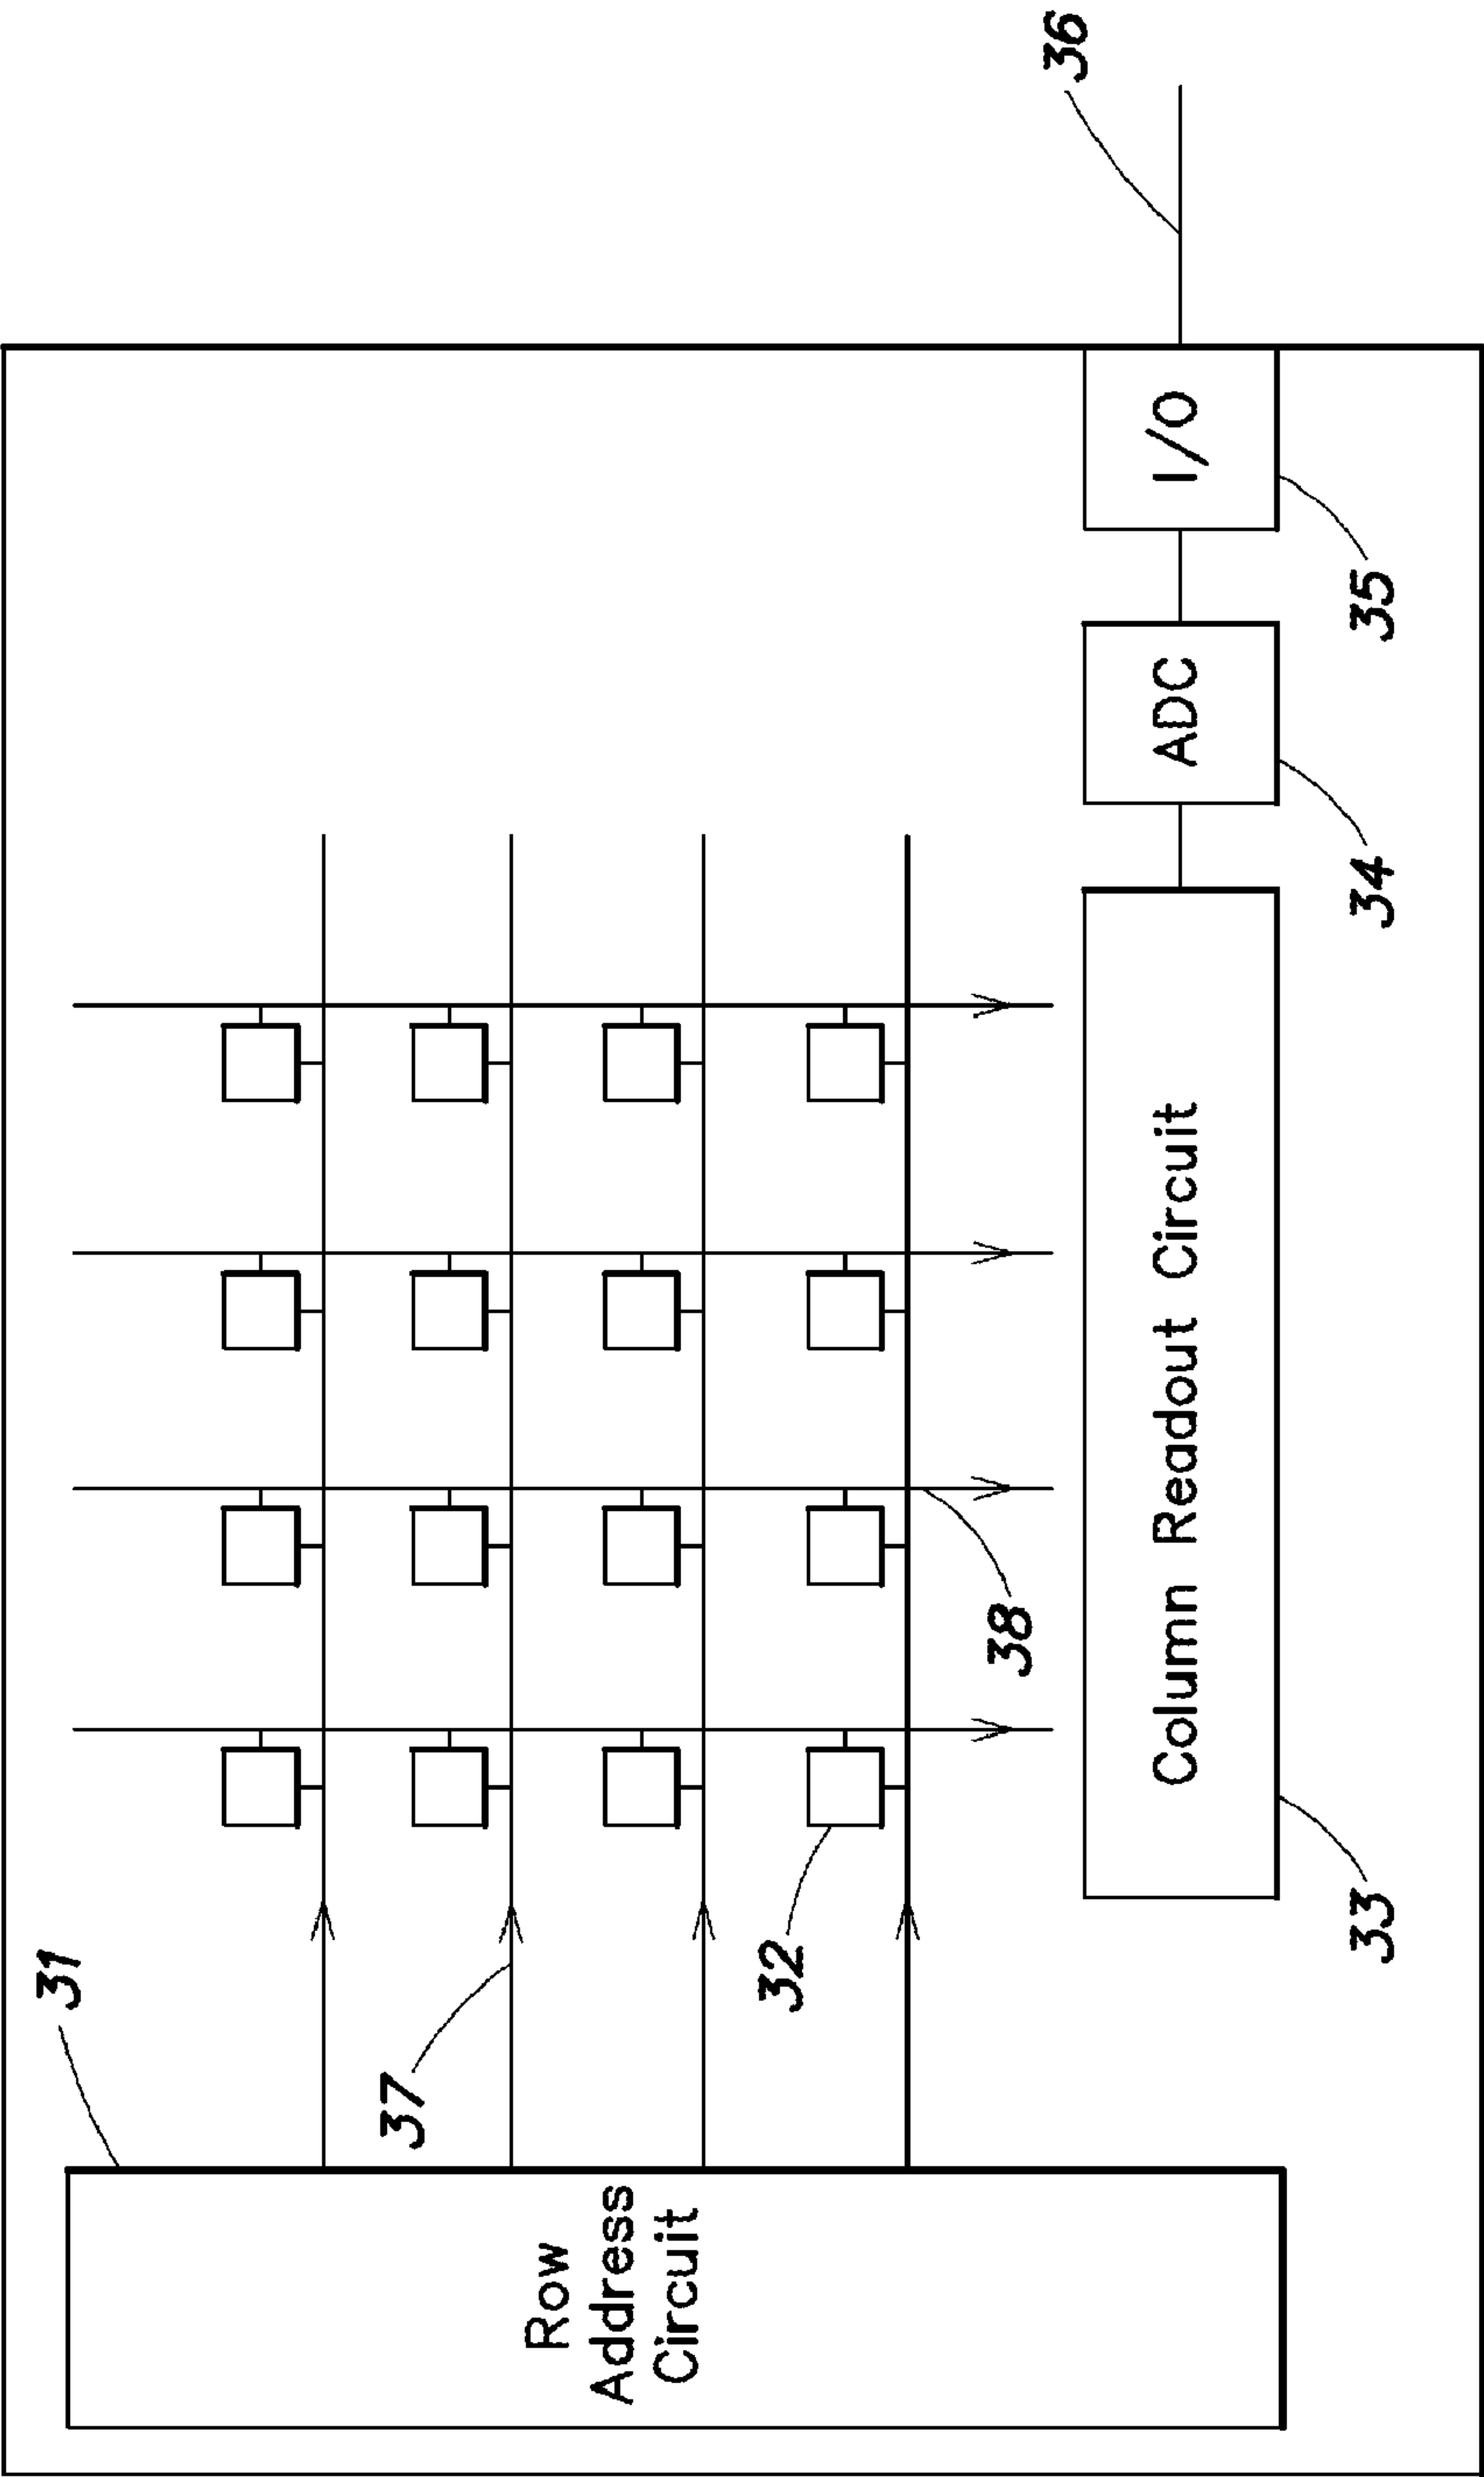 31
37
32
38
36
Row
Address
Circuit
Column Readout Circuit
ADC
I/O
33
34
35